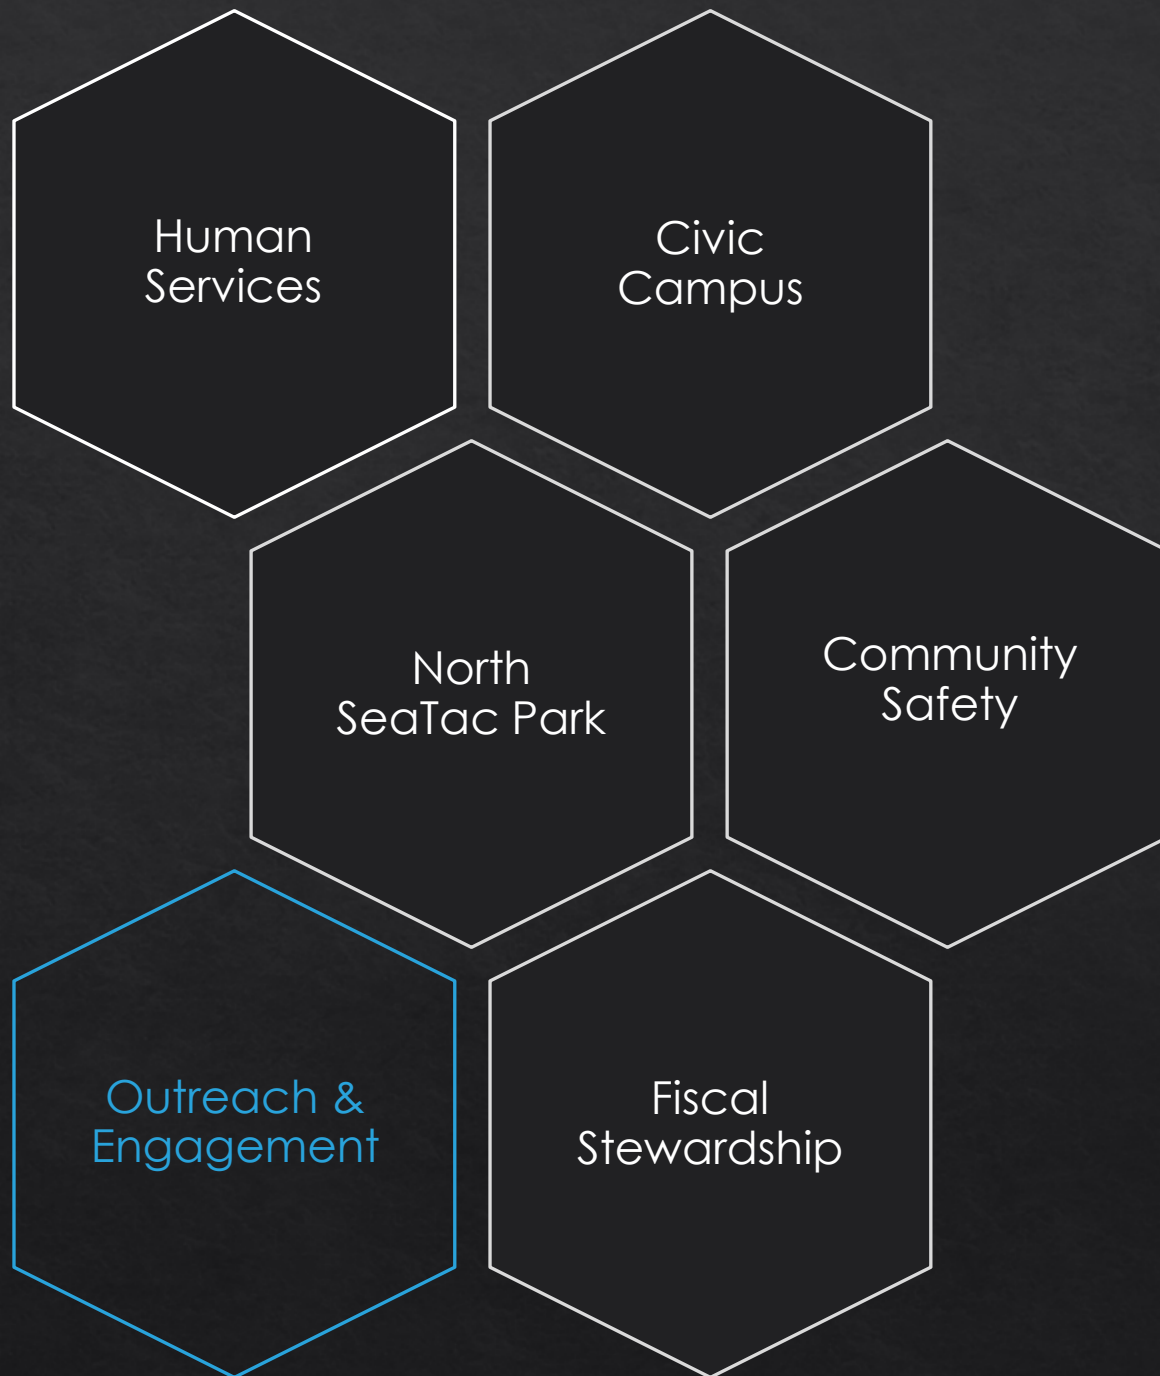 Human
Services
Civic
Campus
North
SeaTac Park
Community
Safety
Outreach &
Engagement
Fiscal
Stewardship